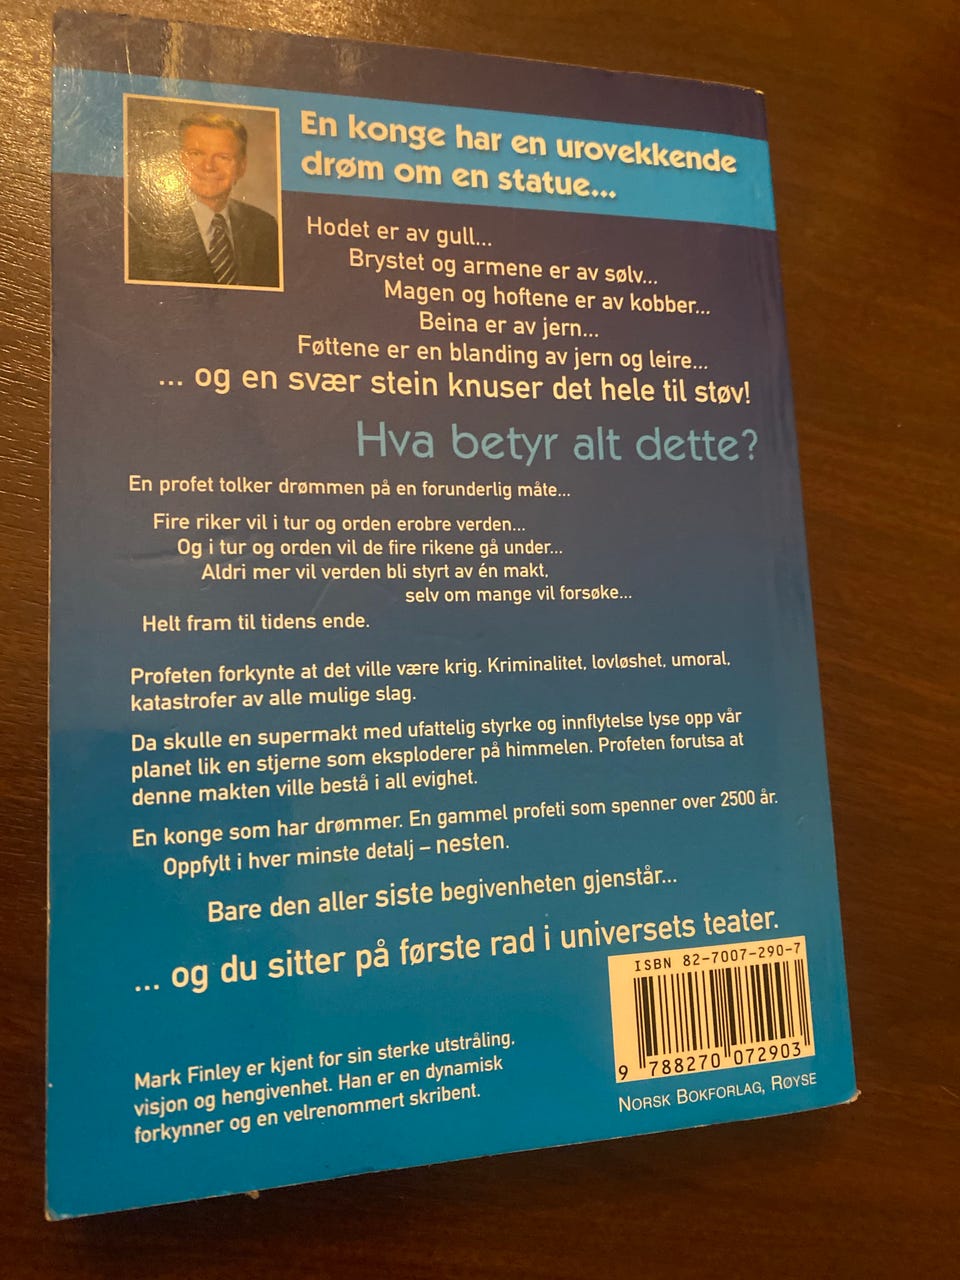 En konge har en urovekkende
drøm om en statue...
Hodet er av gull...
Brystet og armene er av sølv...
Magen og hoftene er av kobber...
Beina er av jern...
Føttene er en blanding av jern og leire...
... og en svær stein knuser det hele til støv!
Hva betyr alt dette?
En profet tolker drømmen på en forunderlig måte...
Fire riker vil i tur og orden erobre verden...
Og i tur og orden vil de fire rikene gå under...
Aldri mer vil verden bli styrt av én makt,
selv om mange vil forsøke...
Helt fram til tidens ende.
Profeten forkynte at det ville være krig. Kriminalitet, lovløshet, umoral,
katastrofer av alle mulige slag.
Da skulle en supermakt med ufattelig styrke og innflytelse lyse opp vår
planet lik en stjerne som eksploderer på himmelen. Profeten forutsa at
denne makten ville bestå i all evighet.
En konge som har drømmer. En gammel profeti som spenner over 2500 år.
Oppfylt i hver minste detalj – nesten.
Bare den aller siste begivenheten gjenstår...
... og du sitter på første rad i universets teater.
ISBN 82-7007-290-7
9 788270 072903
Mark Finley er kjent for sin sterke utstråling,
visjon og hengivenhet. Han er en dynamisk
forkynner og en velrenommert skribent.
NORSK BOKFORLAG, RØYSE